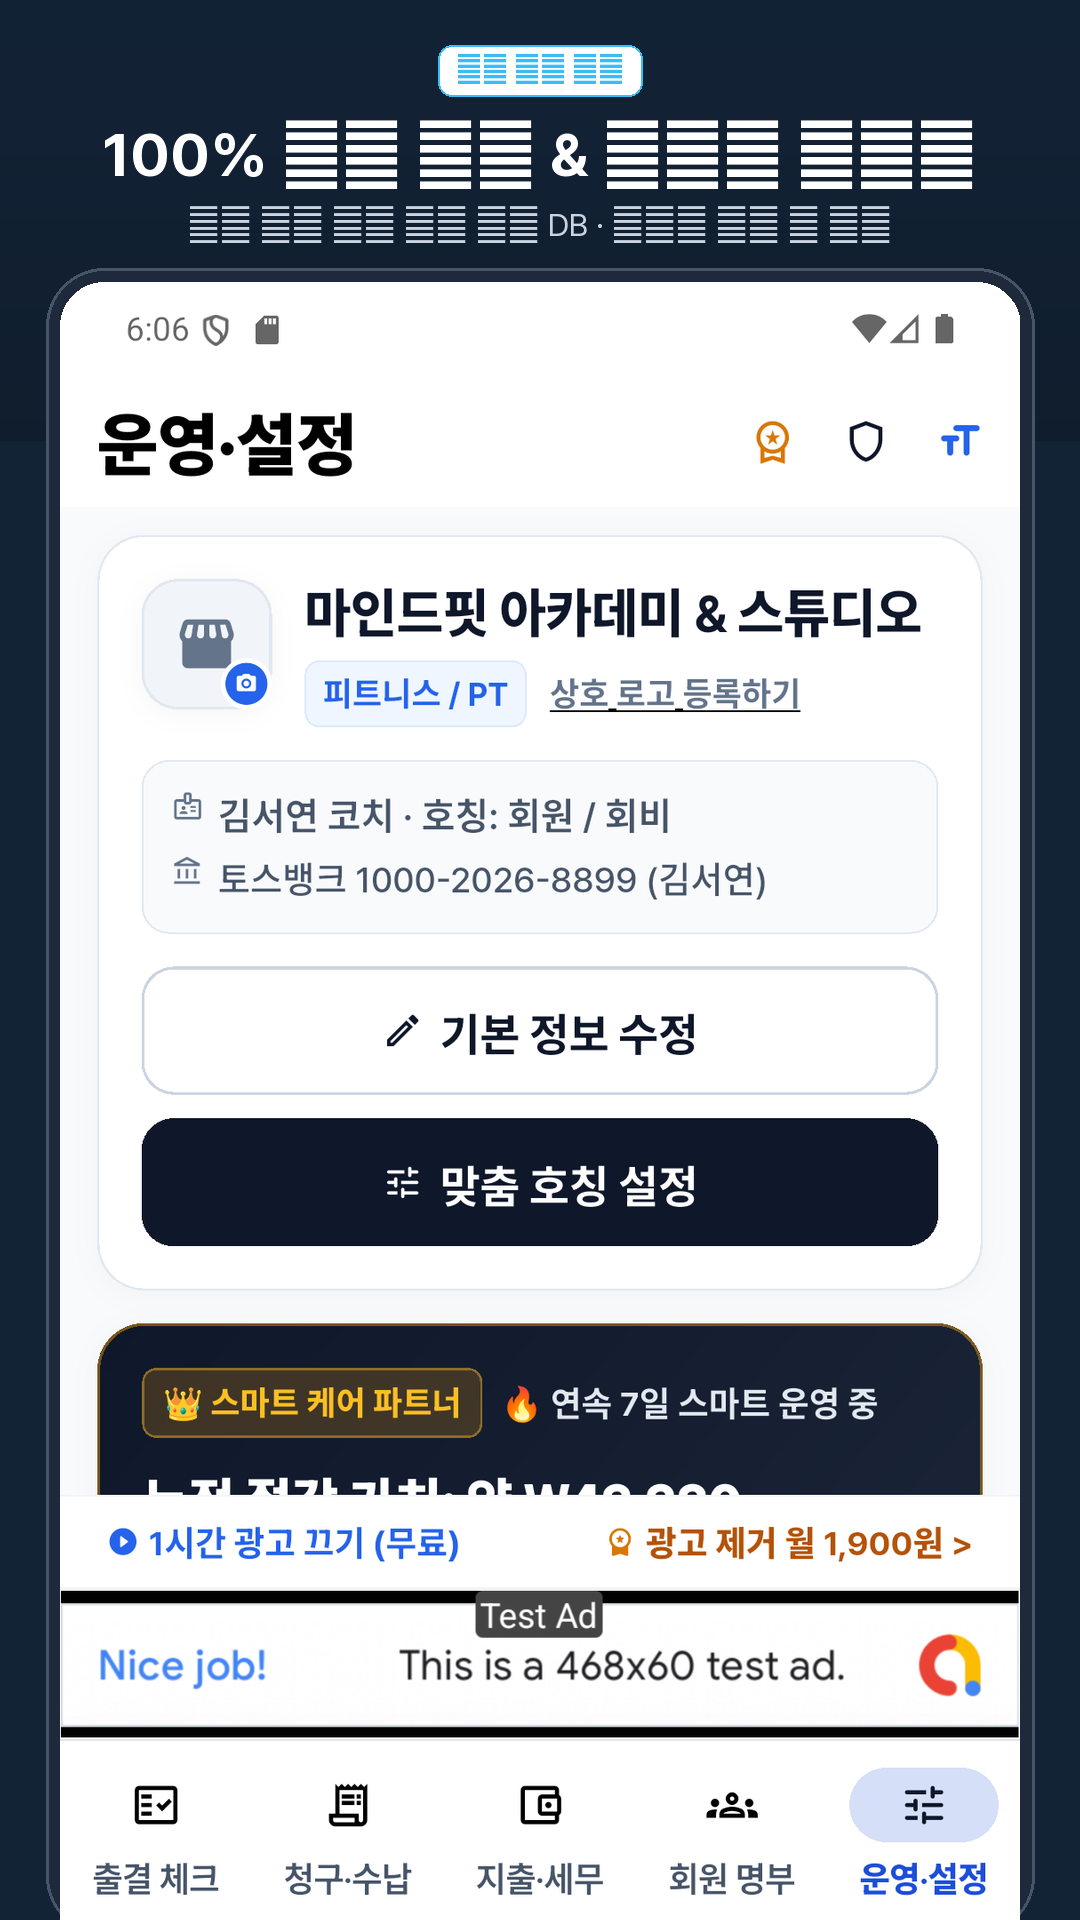 100% &
DB ·
6:06
운영·설정
마인드핏 아카데미 & 스튜디오
피트니스 / PT
상호 로고 등록하기
김서연 코치 · 호칭: 회원 / 회비
토스뱅크 1000-2026-8899 (김서연)
기본 정보 수정
맞춤 호칭 설정
👑 스마트 케어 파트너
🔥 연속 7일 스마트 운영 중
1시간 광고 끄기 (무료)
광고 제거 월 1,900원 >
Test Ad
Nice job!
This is a 468x60 test ad.
출결 체크
청구·수납
지출·세무
회원 명부
운영·설정